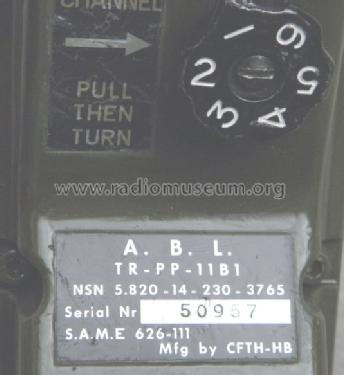 CHANNEL
PULL
THEN
TURN
1 6 5 4 3 2
www.radiomuseum.org
A. B. L.
TR-PP-11B1
NSN 5.820-14-230-3765
Serial Nr 50967
S.A.M.E 626-111
Mfg by CFTH-HB